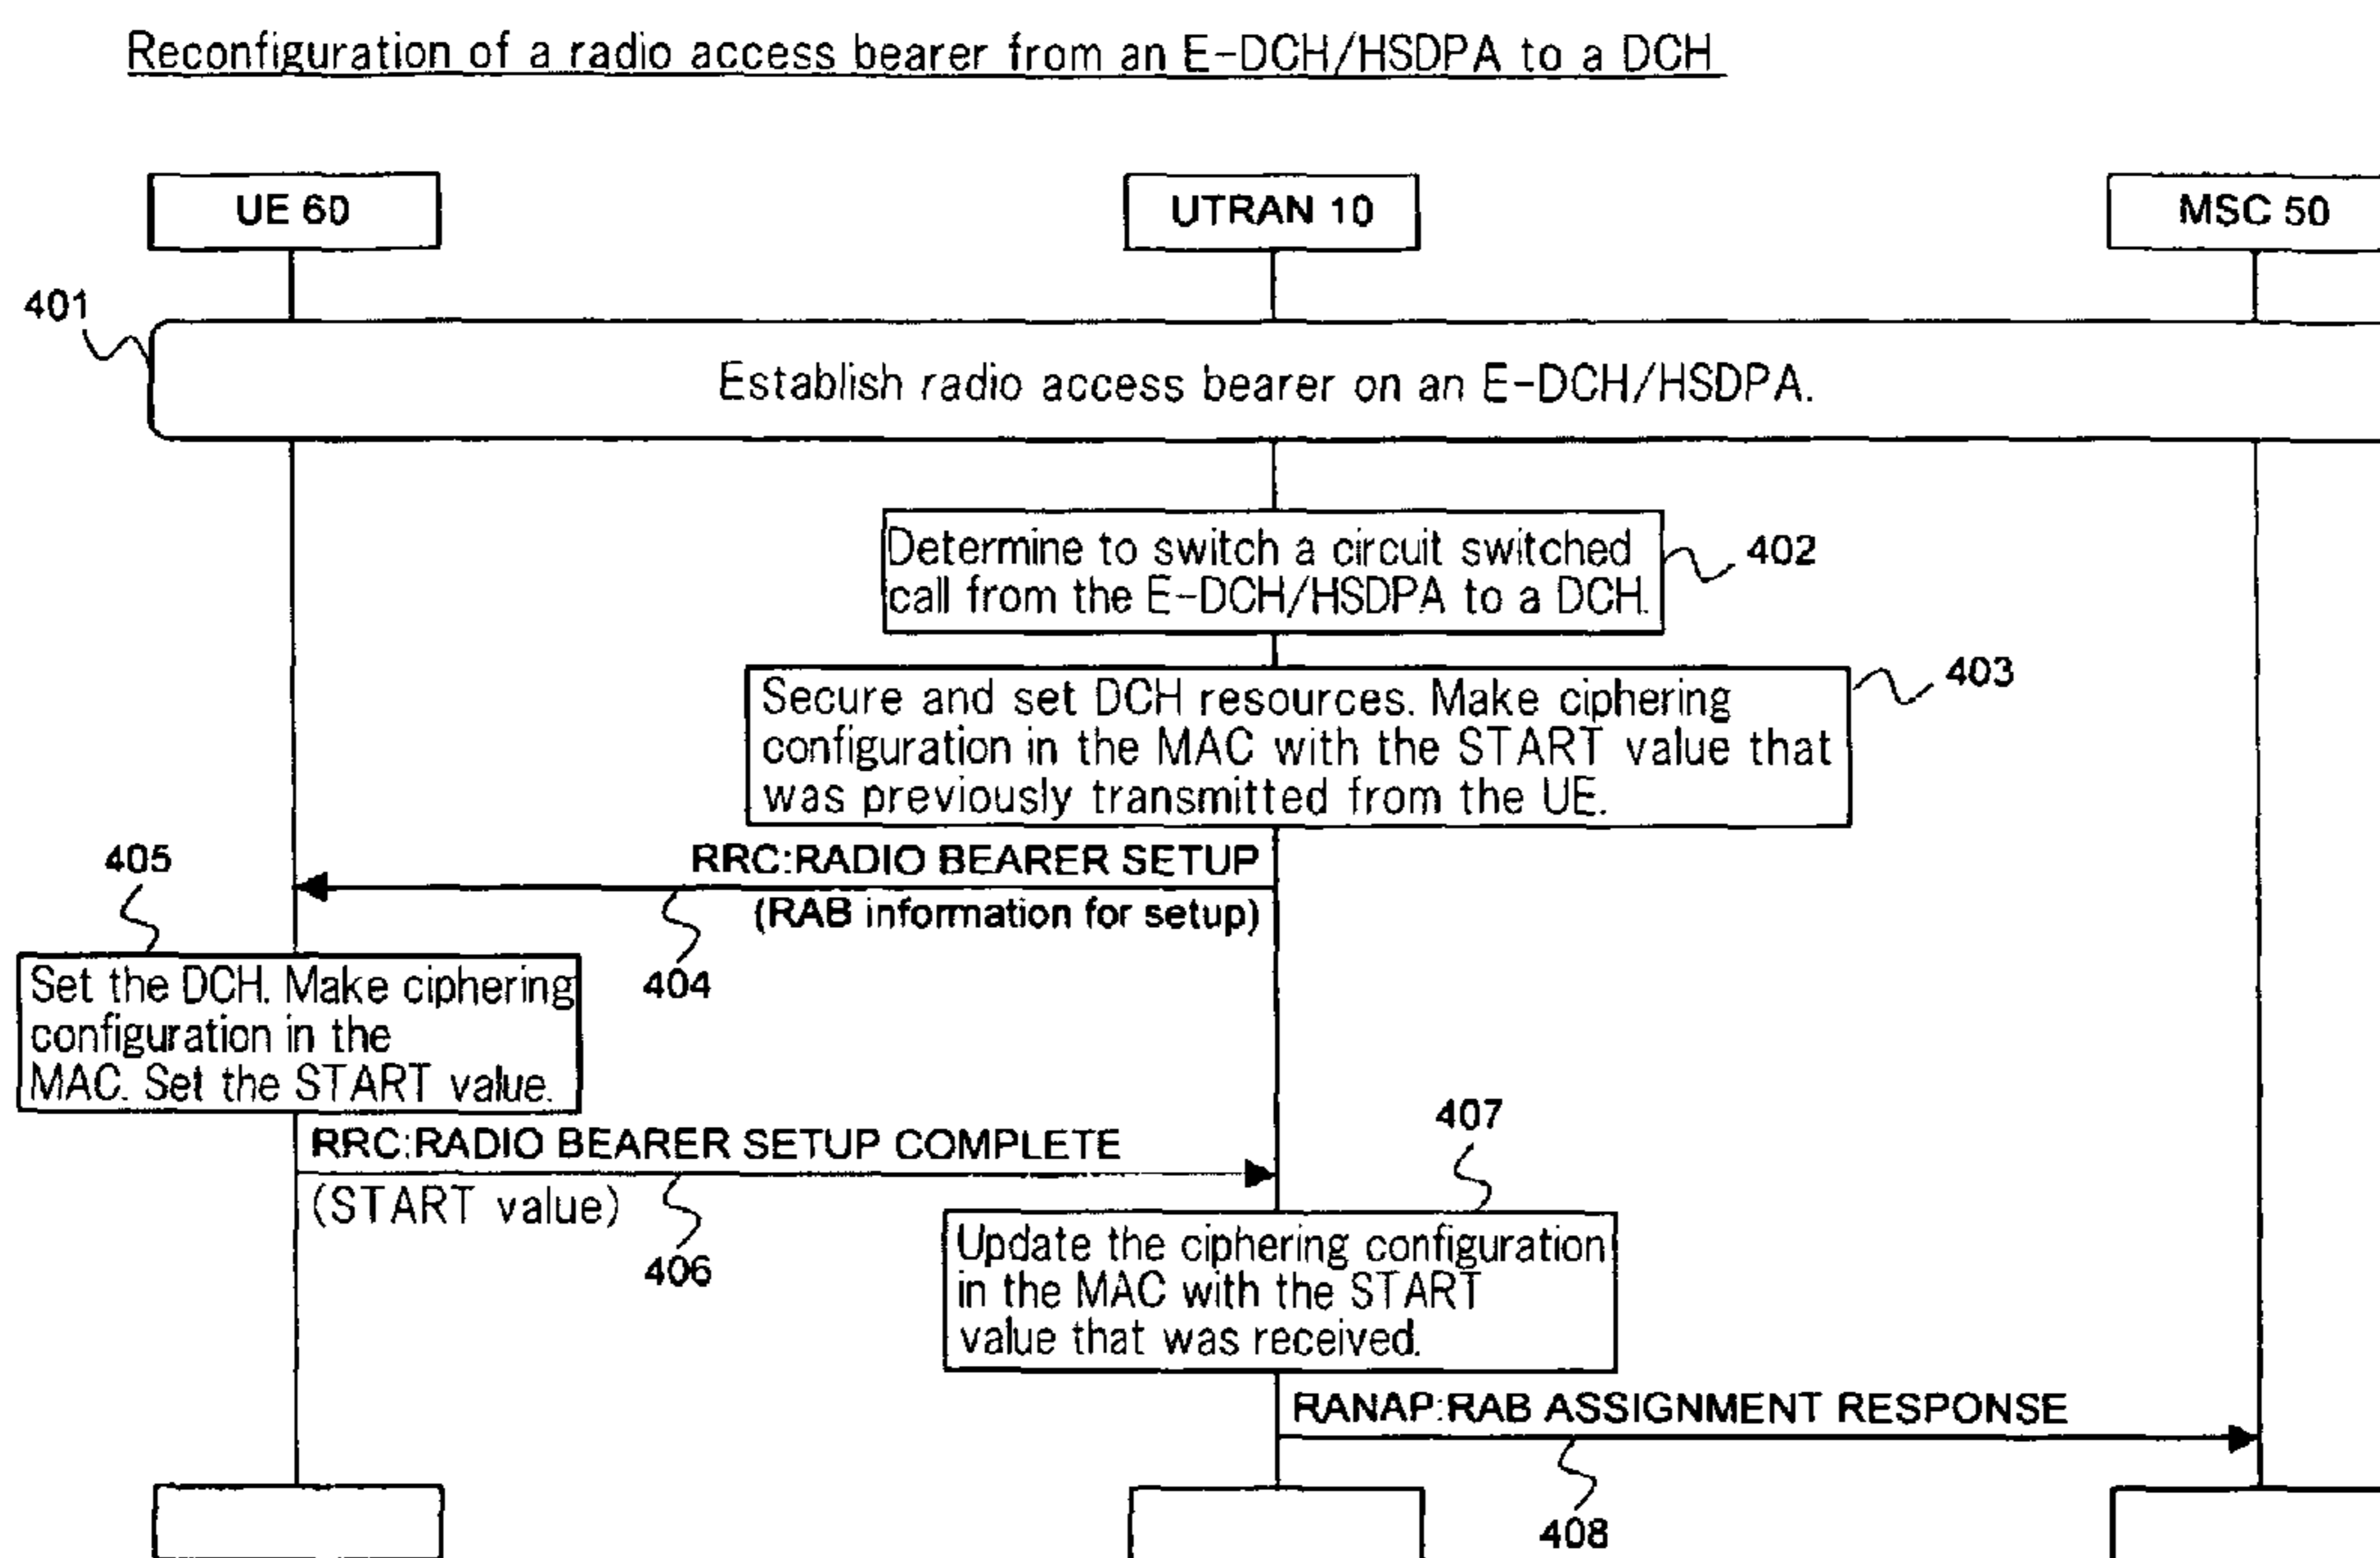 Reconfiguration of a radio access bearer from an E-DCH/HSDPA to a DCH
UE 60
UTRAN 10
MSC 50
401
Establish radio access bearer on an E-DCH/HSDPA.
Determine to switch a circuit switched
call from the E-DCH/HSDPA to a DCH.
402
403
Secure and set DCH resources. Make ciphering
configuration in the MAC with the START value that
was previously transmitted from the UE.
RRC:RADIO BEARER SETUP
(RAB information for setup)
404
405
Set the DCH. Make ciphering
configuration in the
MAC. Set the START value.
RRC:RADIO BEARER SETUP COMPLETE
(START value)
406
407
Update the ciphering configuration
in the MAC with the START
value that was received.
RANAP:RAB ASSIGNMENT RESPONSE
408